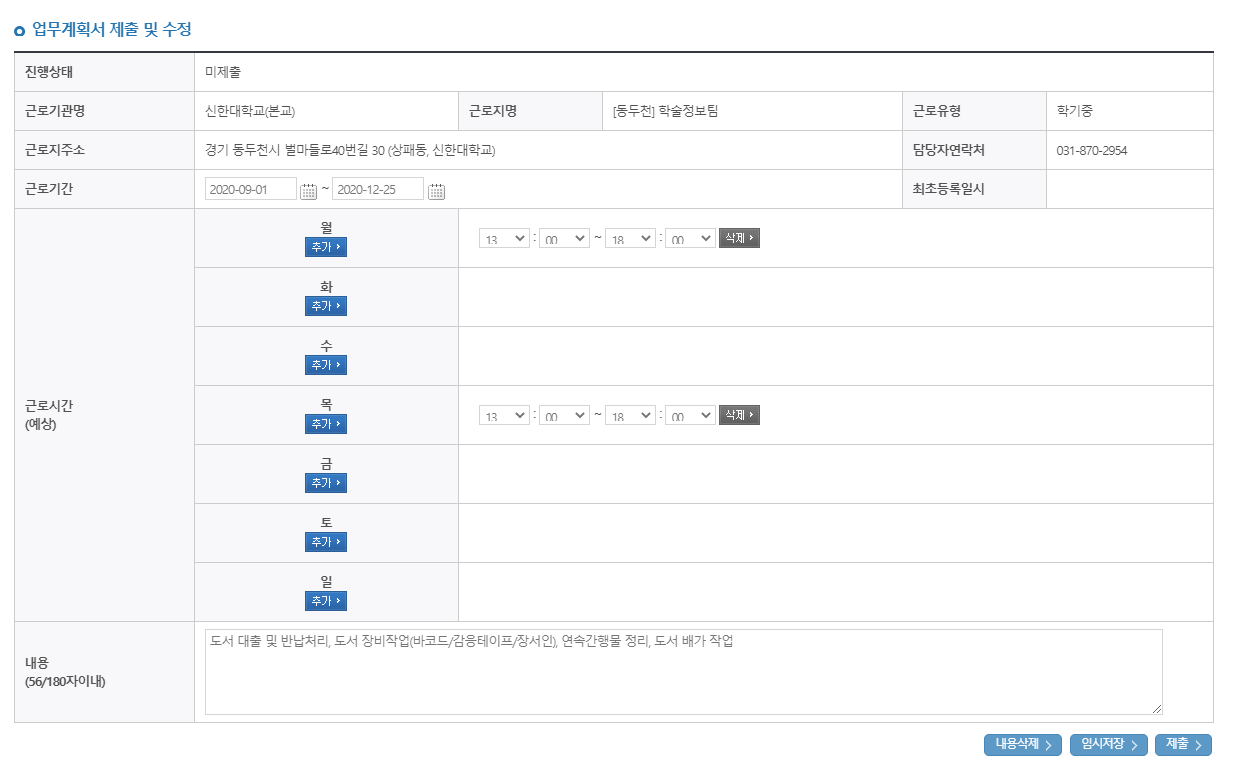 업무계획서 제출 및 수정
진행상태 미제출
근로기관명 신한대학교(본교) 근로지명 [동두천] 학술정보팀 근로유형 학기중
근로지주소 경기 동두천시 벌마들로40번길 30 (상패동, 신한대학교) 담당자연락처 031-870-2954
근로기간 2020-09-01 ~ 2020-12-25 최초등록일시
근로시간
(예상)
월
추가
13 : 00 ~ 18 : 00 삭제
화
추가
수
추가
목
추가
13 : 00 ~ 18 : 00 삭제
금
추가
토
추가
일
추가
내용
(56/180자이내)
도서 대출 및 반납처리, 도서 장비작업(바코드/감응테이프/장서인), 연속간행물 정리, 도서 배가 작업
내용삭제 임시저장 제출